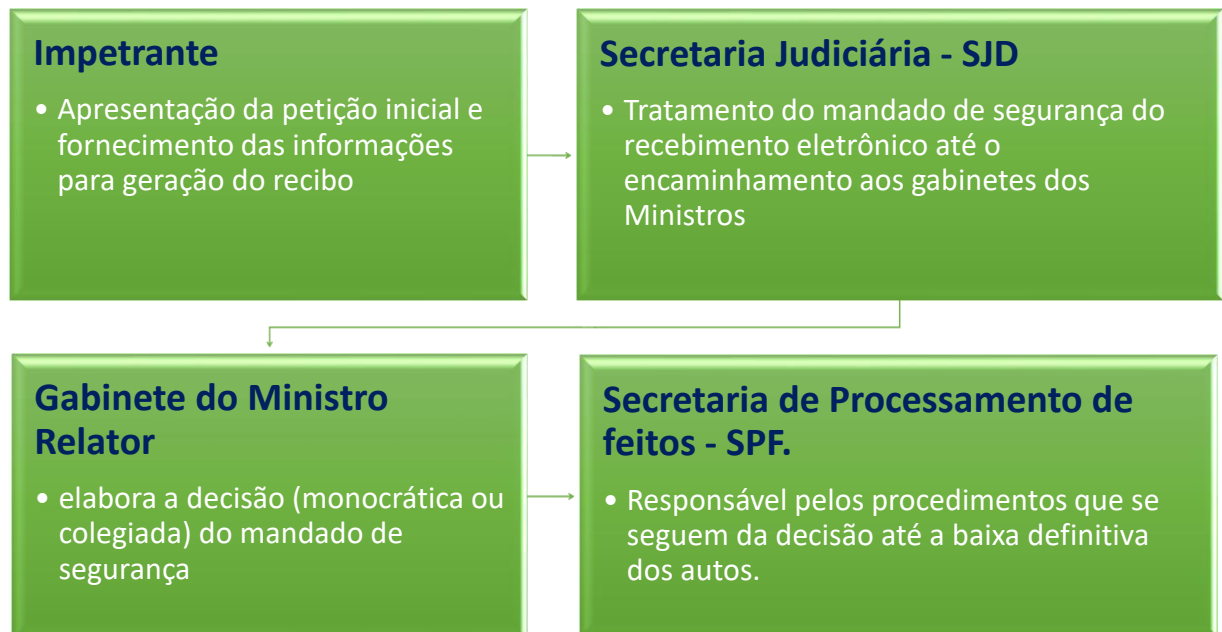 Impetrante
• Apresentação da petição inicial e
fornecimento das informações
para geração do recibo
Secretaria Judiciária - SJD
• Tratamento do mandado de segurança do
recebimento eletrônico até o
encaminhamento aos gabinetes dos
Ministros
Gabinete do Ministro
Relator
• elabora a decisão (monocrática ou
colegiada) do mandado de
segurança
Secretaria de Processamento de
feitos - SPF.
• Responsável pelos procedimentos que se
seguem da decisão até a baixa definitiva
dos autos.